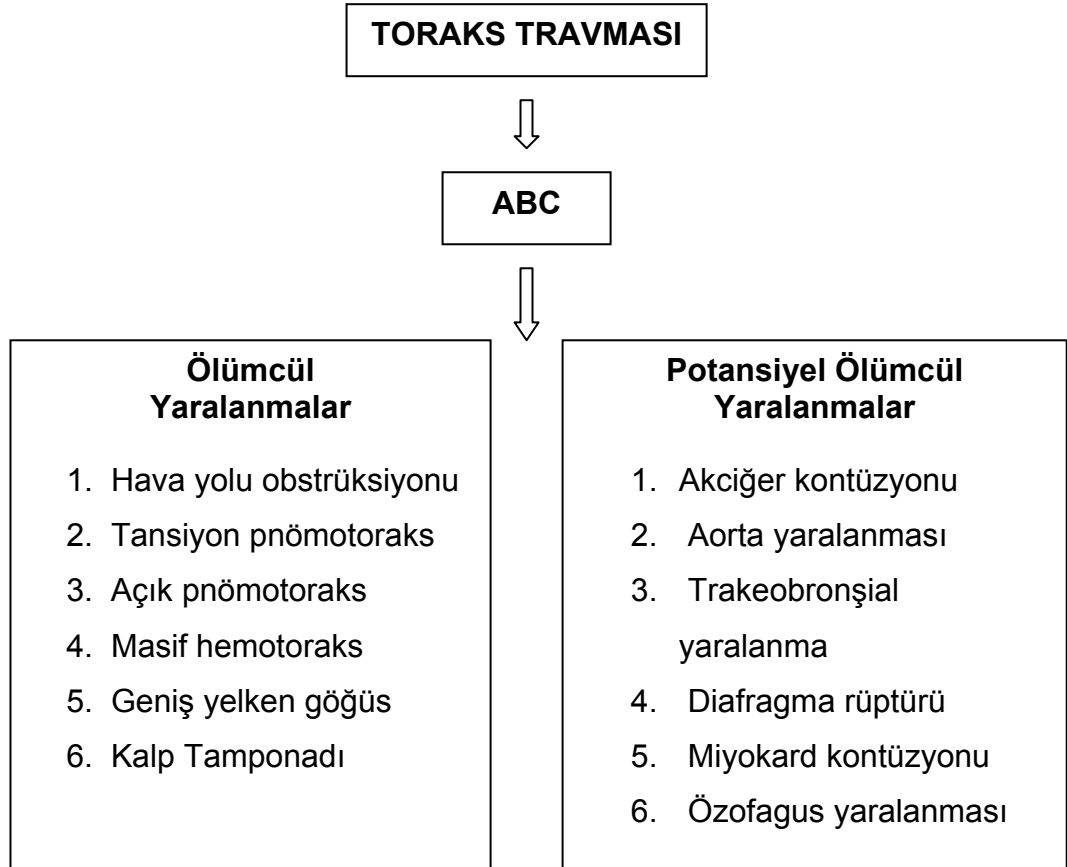 TORAKS TRAVMASI
ABC
Ölümcül
Yaralanmalar
1. Hava yolu obstrüksiyonu
2. Tansiyon pnömotoraks
3. Açık pnömotoraks
4. Masif hemotoraks
5. Geniş yelken göğüs
6. Kalp Tamponadı
Potansiyel Ölümcül
Yaralanmalar
1. Akciğer kontüzyonu
2. Aorta yaralanması
3. Trakeobronşial
yaralanma
4. Diafragma rüptürü
5. Miyokard kontüzyonu
6. Özofagus yaralanması